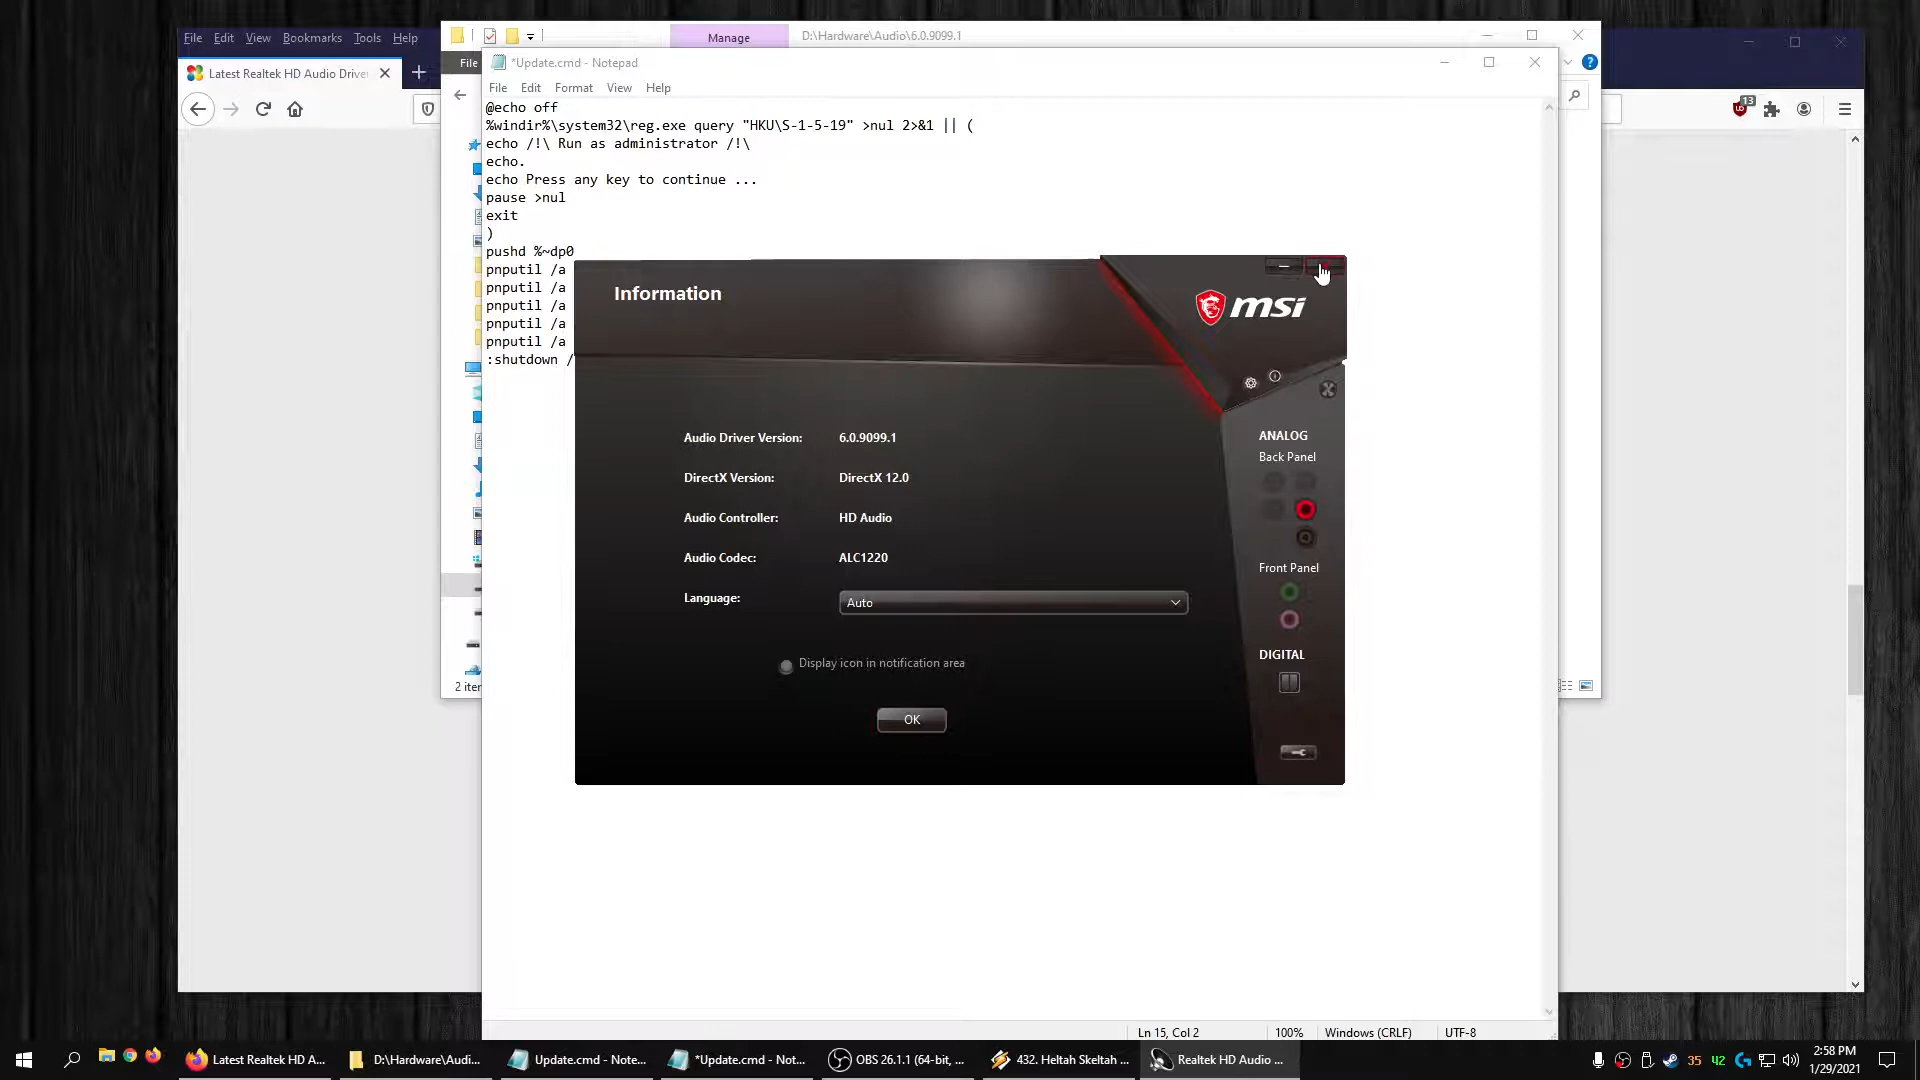 File Edit View Bookmarks Tools Help
Latest Realtek HD Audio Drive
Manage
D:\Hardware\Audio\6.0.9099.1
File
*Update.cmd - Notepad
File Edit Format View Help
@echo off
%windir%\system32\reg.exe query "HKU\S-1-5-19" >nul 2>&1 || (
echo /!\ Run as administrator /!\
echo.
echo Press any key to continue ...
pause >nul
exit
)
pushd %~dp0
pnputil /a
pnputil /a
pnputil /a
pnputil /a
pnputil /a
:shutdown /
13
Information
msi
Audio Driver Version: 6.0.9099.1
DirectX Version: DirectX 12.0
Audio Controller: HD Audio
Audio Codec: ALC1220
Language: Auto
Display icon in notification area
OK
ANALOG
Back Panel
Front Panel
DIGITAL
2 iter
Ln 15, Col 2 100% Windows (CRLF) UTF-8
Latest Realtek HD A...
D:\Hardware\Audi...
Update.cmd - Note...
*Update.cmd - Not...
OBS 26.1.1 (64-bit, ...
432. Heltah Skeltah ...
Realtek HD Audio ...
35 42
2:58 PM
1/29/2021